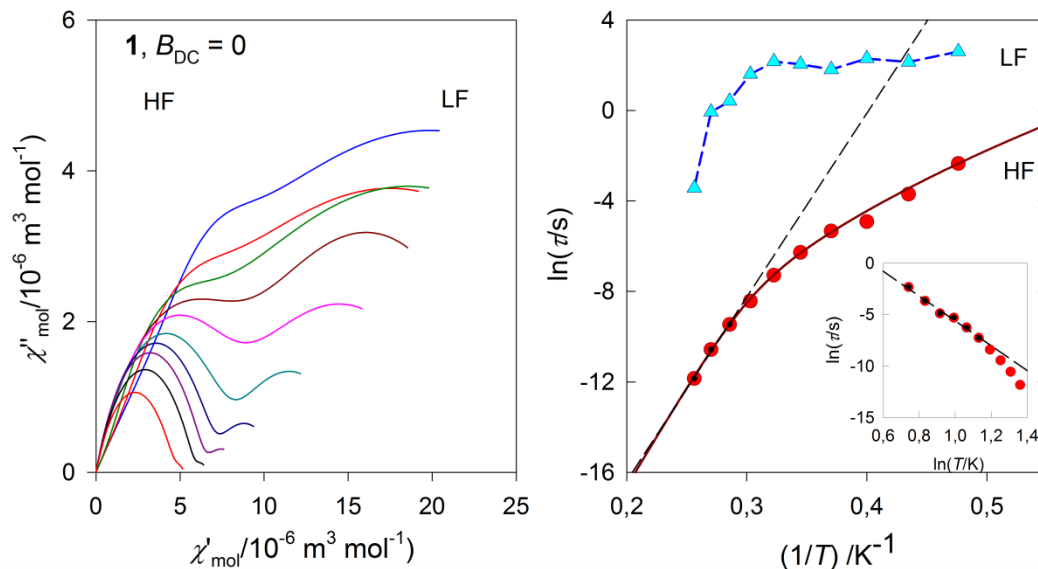 1, B_DC = 0
HF
LF
6
4
2
0
χ''_mol/10⁻⁶ m³ mol⁻¹
0 5 10 15 20 25
χ'_mol/10⁻⁶ m³ mol⁻¹)
4
0
-4
-8
-12
-16
ln(τ/s)
LF
HF
0
-5
-10
-15
ln(τ/s)
0,6 0,8 1,0 1,2 1,4
ln(T/K)
0,2 0,3 0,4 0,5
(1/T) /K⁻¹